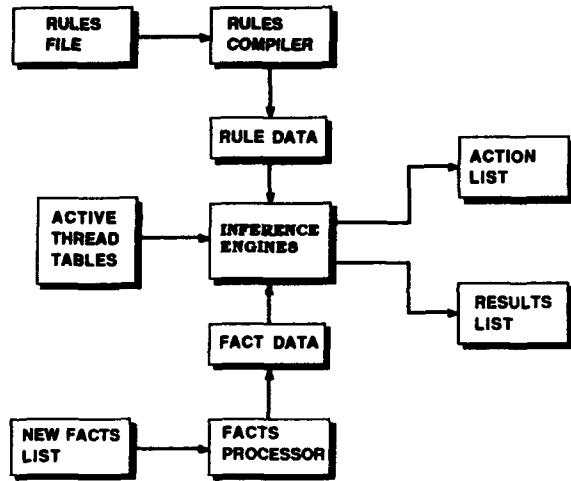 RULES
FILE
RULES
COMPILER
RULE DATA
ACTION
LIST
ACTIVE
THREAD
TABLES
INFERENCE
ENGINES
RESULTS
LIST
FACT DATA
NEW FACTS
LIST
FACTS
PROCESSOR